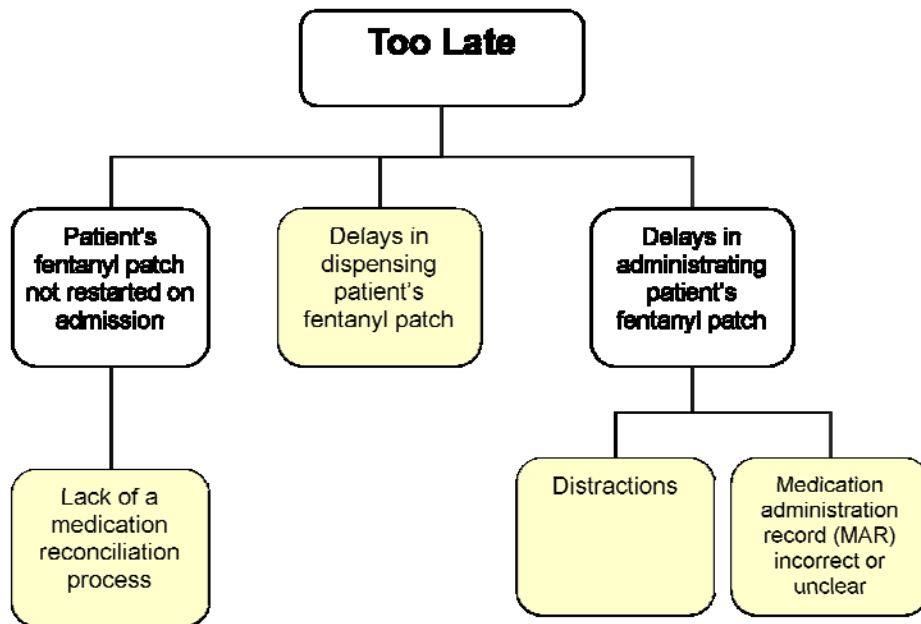 Too Late
Patient's
fentanyl patch
not restarted on
admission
Delays in
dispensing
patient's
fentanyl patch
Delays in
administrating
patient's
fentanyl patch
Lack of a
medication
reconciliation
process
Distractions
Medication
administration
record (MAR)
incorrect or
unclear